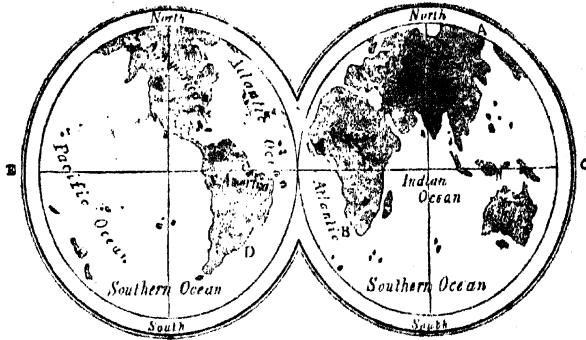 North
North
A
Atlantic Ocean
Pacific Ocean
S. America
Atlantic
Indian
Ocean
B
C
D
Southern Ocean
Southern Ocean
South
South